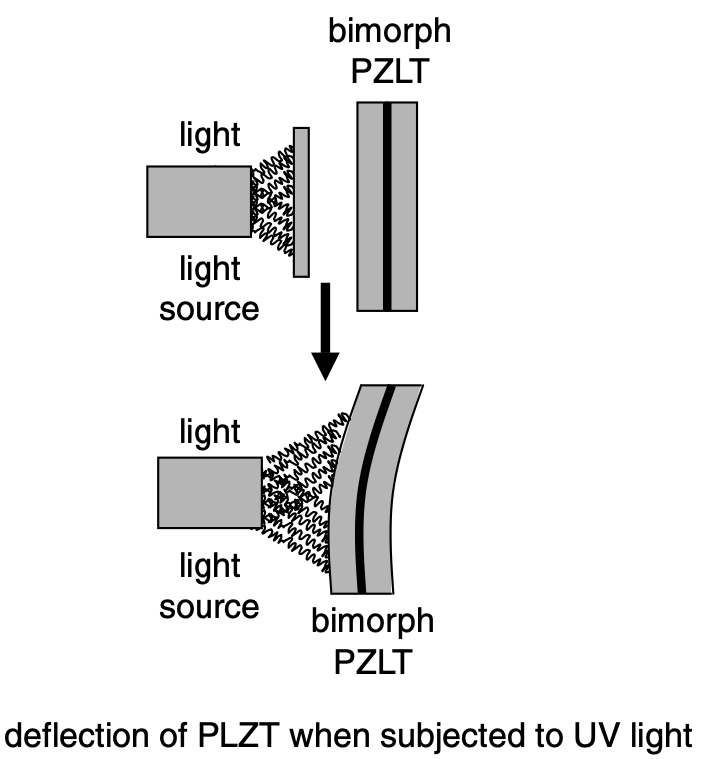 bimorph
PZLT
light
light
source
light
light
source
bimorph
PZLT
deflection of PLZT when subjected to UV light